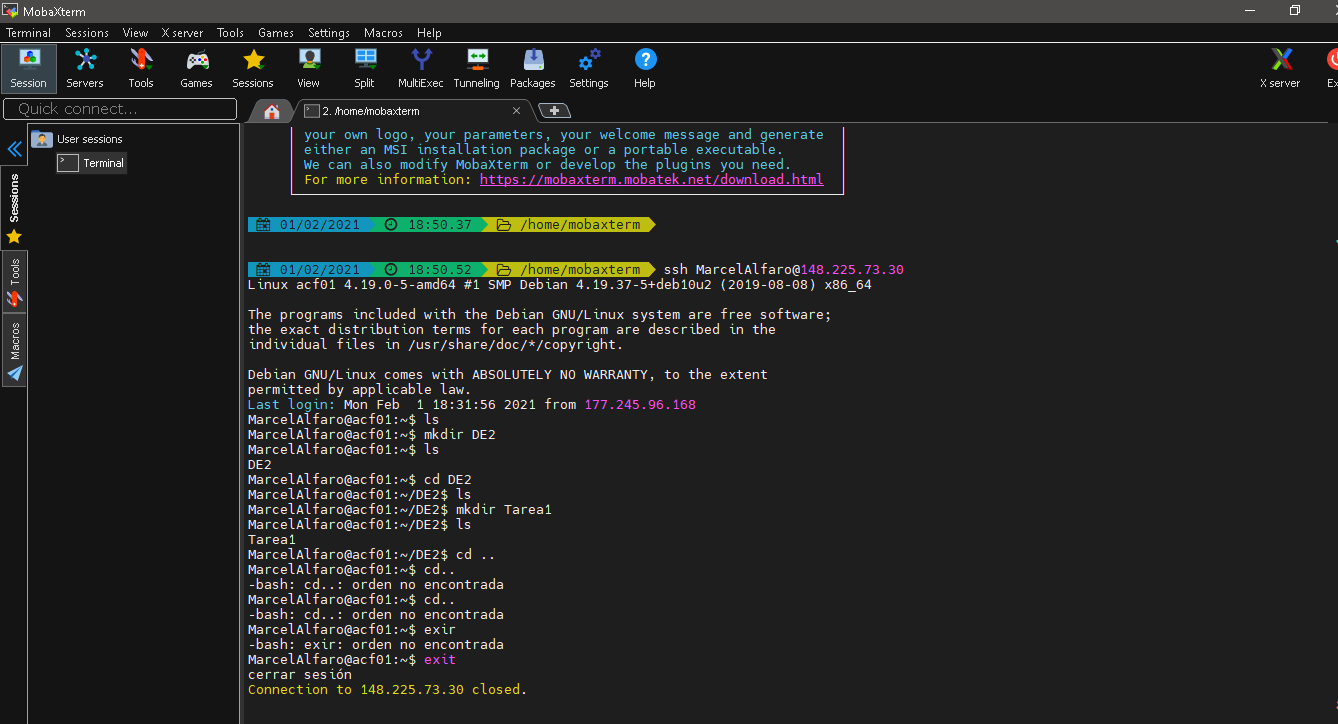 MobaXterm
Terminal Sessions View X server Tools Games Settings Macros Help
Session Servers Tools Games Sessions View Split MultiExec Tunneling Packages Settings Help X server Ex
Quick connect...
2. /home/mobaxterm
User sessions
Terminal
Sessions
Tools
Macros
your own logo, your parameters, your welcome message and generate
either an MSI installation package or a portable executable.
We can also modify MobaXterm or develop the plugins you need.
For more information: https://mobaxterm.mobatek.net/download.html
01/02/2021 18:50.37 /home/mobaxterm
01/02/2021 18:50.52 /home/mobaxterm ssh MarcelAlfaro@148.225.73.30
Linux acf01 4.19.0-5-amd64 #1 SMP Debian 4.19.37-5+deb10u2 (2019-08-08) x86_64
The programs included with the Debian GNU/Linux system are free software;
the exact distribution terms for each program are described in the
individual files in /usr/share/doc/*/copyright.
Debian GNU/Linux comes with ABSOLUTELY NO WARRANTY, to the extent
permitted by applicable law.
Last login: Mon Feb  1 18:31:56 2021 from 177.245.96.168
MarcelAlfaro@acf01:~$ ls
MarcelAlfaro@acf01:~$ mkdir DE2
MarcelAlfaro@acf01:~$ ls
DE2
MarcelAlfaro@acf01:~$ cd DE2
MarcelAlfaro@acf01:~/DE2$ ls
MarcelAlfaro@acf01:~/DE2$ mkdir Tarea1
MarcelAlfaro@acf01:~/DE2$ ls
Tarea1
MarcelAlfaro@acf01:~/DE2$ cd ..
MarcelAlfaro@acf01:~$ cd..
-bash: cd..: orden no encontrada
MarcelAlfaro@acf01:~$ cd..
-bash: cd..: orden no encontrada
MarcelAlfaro@acf01:~$ exir
-bash: exir: orden no encontrada
MarcelAlfaro@acf01:~$ exit
cerrar sesión
Connection to 148.225.73.30 closed.